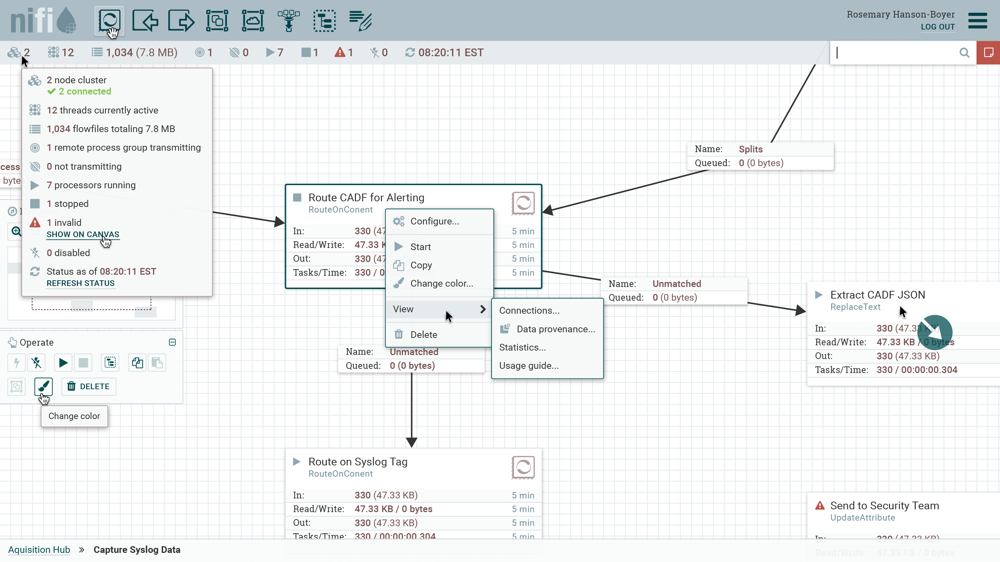 nifi
Rosemary Hanson-Boyer
LOG OUT
2
12
1,034 (7.8 MB)
1
0
7
1
1
0
08:20:11 EST
2 node cluster
2 connected
12 threads currently active
1,034 flowfiles totaling 7.8 MB
1 remote process group transmitting
0 not transmitting
7 processors running
1 stopped
1 invalid
SHOW ON CANVAS
0 disabled
Status as of 08:20:11 EST
REFRESH STATUS
cess
byte
Operate
DELETE
Change color
Name: Splits
Queued: 0 (0 bytes)
Route CADF for Alerting
RouteOnConent
In: 330 (47 5 min
Read/Write: 47.33 K 5 min
Out: 330 (47 5 min
Tasks/Time: 330 / 0 5 min
Configure...
Start
Copy
Change color...
View
Delete
Connections...
Data provenance...
Statistics...
Usage guide...
Name: Unmatched
Queued: 0 (0 bytes)
Name: Unmatched
Queued: 0 (0 bytes)
Extract CADF JSON
ReplaceText
In: 330 (47.33 KB)
Read/Write: 47.33 KB / 0 bytes
Out: 330 (47.33 KB)
Tasks/Time: 330 / 00:00:00.304
Route on Syslog Tag
RouteOnConent
In: 330 (47.33 KB) 5 min
Read/Write: 47.33 KB / 0 bytes 5 min
Out: 330 (47.33 KB) 5 min
Tasks/Time: 330 / 00:00:00.304 5 min
Send to Security Team
UpdateAttribute
In: 330 (47.33 KB)
Read/Write: 47.33 KB / 0 bytes
Aquisition Hub » Capture Syslog Data